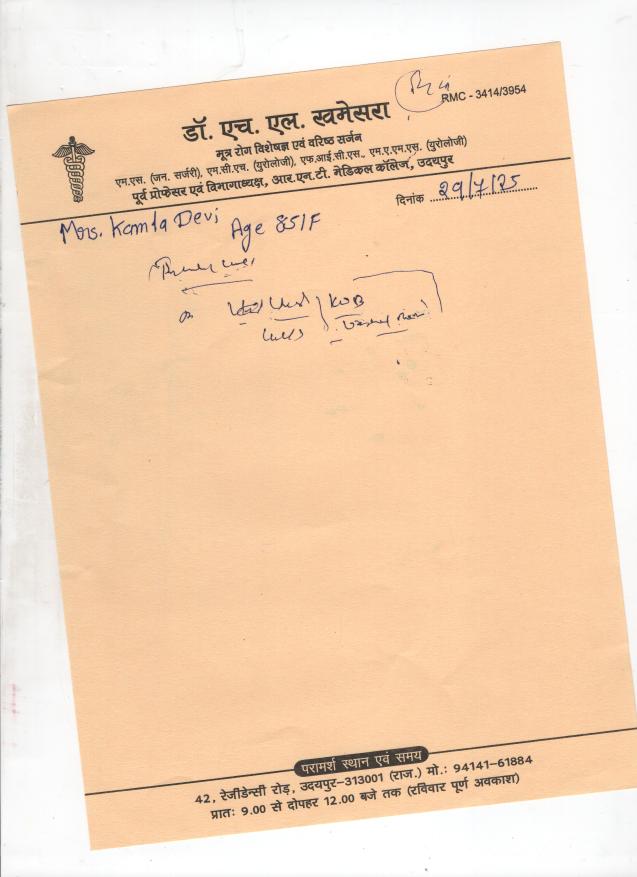 RMC - 3414/3954
डॉ. एच. एल. खमेसरा
मूत्र रोग विशेषज्ञ एवं वरिष्ठ सर्जन
एम.एस. (जन. सर्जरी), एम.सी.एच. (युरोलोजी), एफ.आई.सी.एस., एम.ए.एम.एस. (युरोलोजी)
पूर्व प्रोफेसर एवं विभागाध्यक्ष, आर.एन.टी. मेडिकल कॉलेज, उदयपुर
दिनांक 29/7/25
Mrs. Kamla Devi Age 85/F
KUB
परामर्श स्थान एवं समय
42, रेजीडेन्सी रोड़, उदयपुर-313001 (राज.) मो.: 94141-61884
प्रातः 9.00 से दोपहर 12.00 बजे तक (रविवार पूर्ण अवकाश)